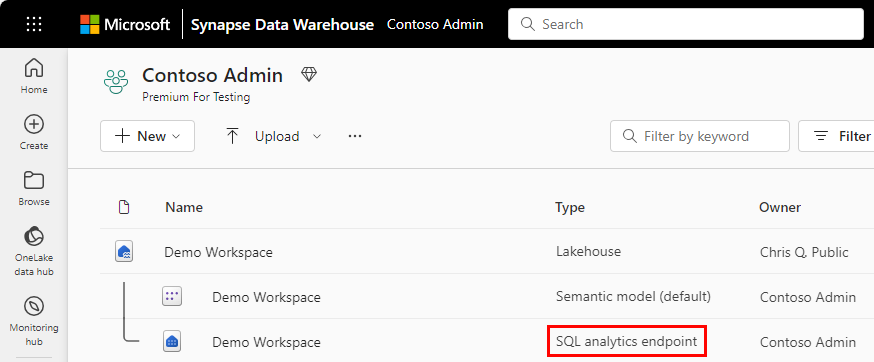 Microsoft Synapse Data Warehouse Contoso Admin Search
Home
Create
Browse
OneLake
data hub
Monitoring
hub
Contoso Admin
Premium For Testing
New Upload ... Filter by keyword Filter
Name Type Owner
Demo Workspace Lakehouse Chris Q, Public
Demo Workspace Semantic model (default) Contoso Admin
Demo Workspace SQL analytics endpoint Contoso Admin